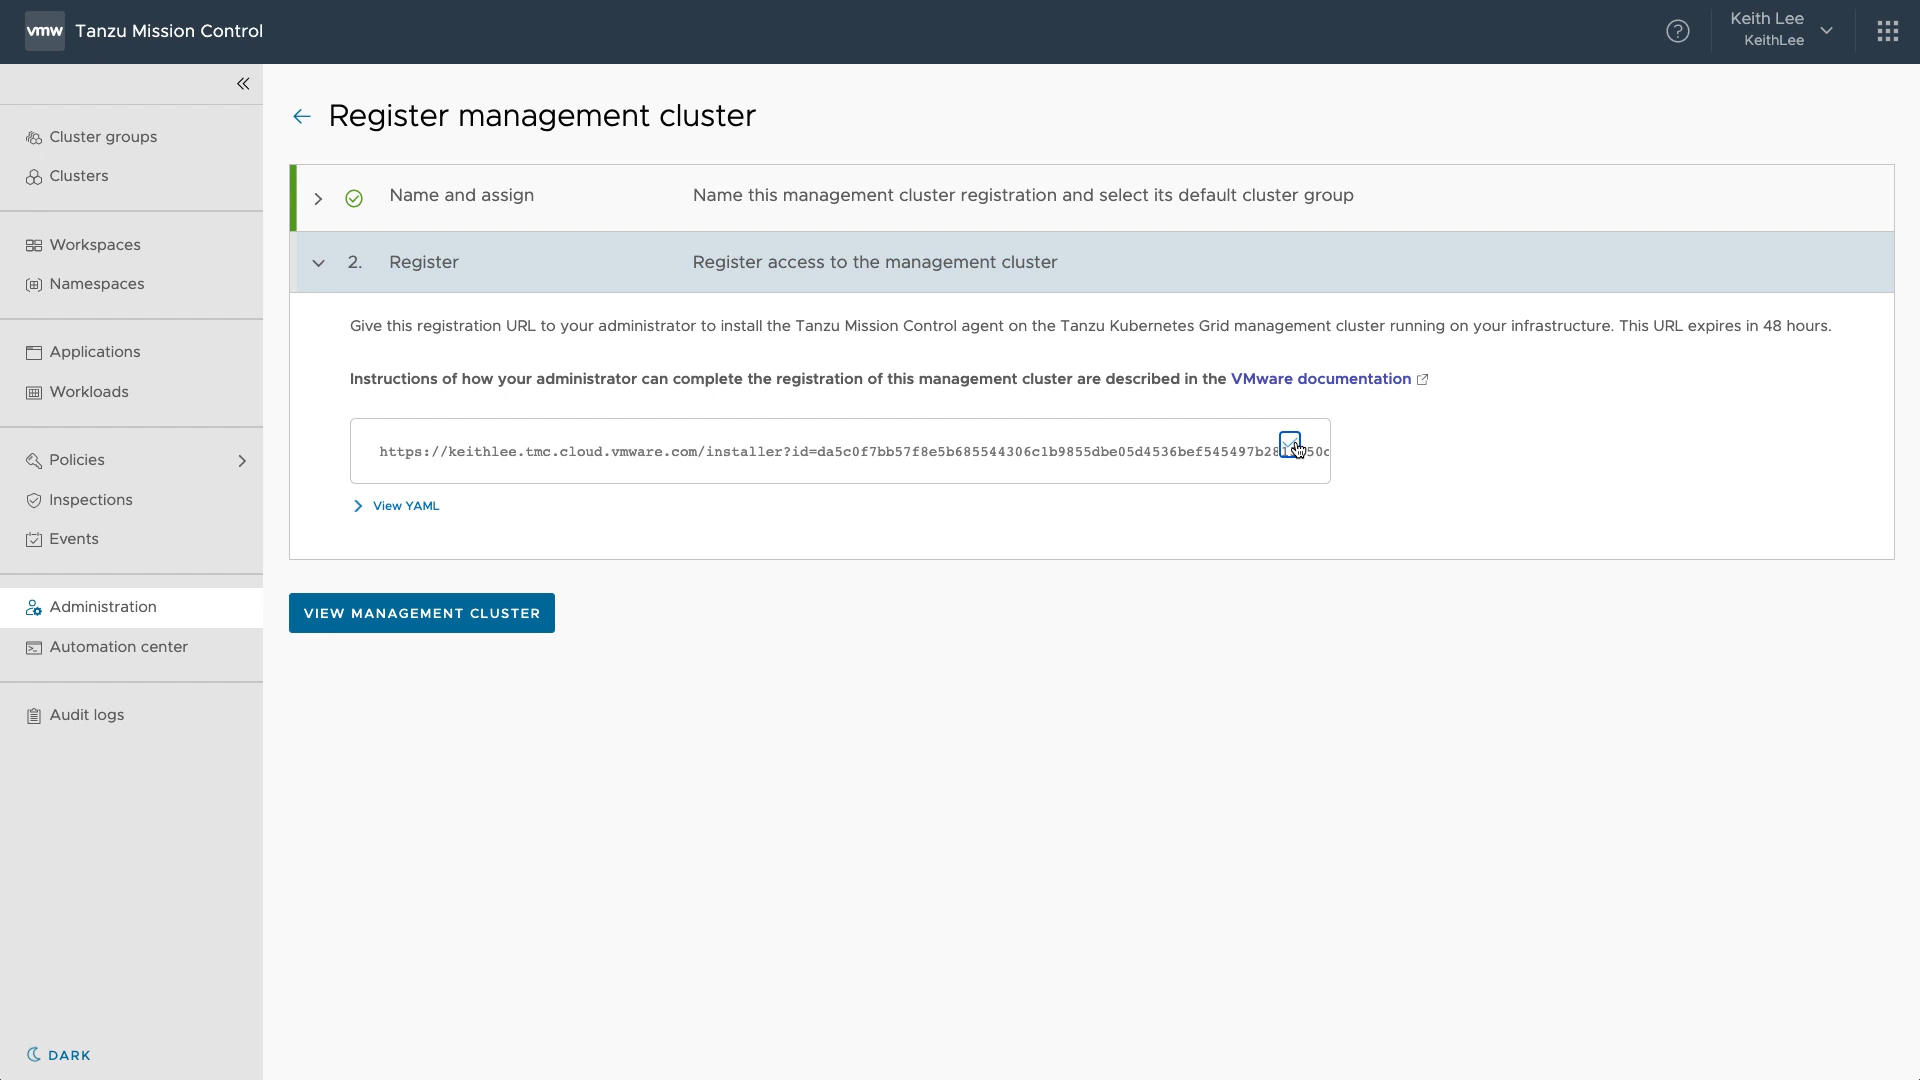 vmw Tanzu Mission Control
Keith Lee
KeithLee
Cluster groups
Clusters
Workspaces
Namespaces
Applications
Workloads
Policies
Inspections
Events
Administration
Automation center
Audit logs
DARK
Register management cluster
Name and assign Name this management cluster registration and select its default cluster group
2. Register Register access to the management cluster
Give this registration URL to your administrator to install the Tanzu Mission Control agent on the Tanzu Kubernetes Grid management cluster running on your infrastructure. This URL expires in 48 hours.
Instructions of how your administrator can complete the registration of this management cluster are described in the VMware documentation
https://keithlee.tmc.cloud.vmware.com/installer?id=da5c0f7bb57f8e5b685544306c1b9855dbe05d4536bef545497b28
View YAML
VIEW MANAGEMENT CLUSTER